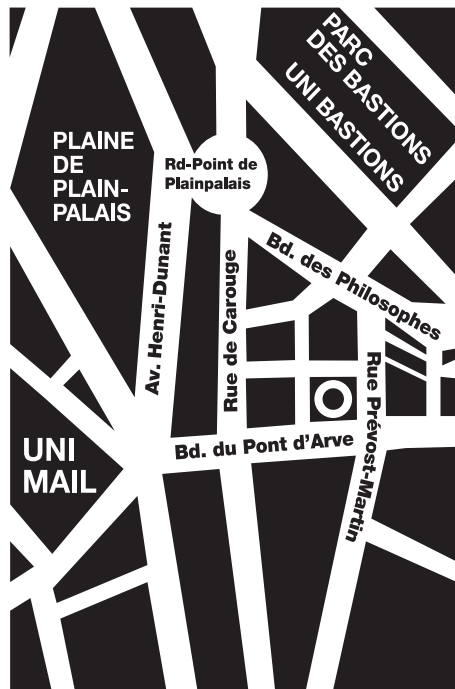 PARC
DES BASTIONS
UNI BASTIONS
PLAINE
DE
PLAIN-
PALAIS
Rd-Point de
Plainpalais
Bd. des Philosophes
Av. Henri-Dunant
Rue de Carouge
Rue Prévost-Martin
Bd. du Pont d'Arve
UNI
MAIL